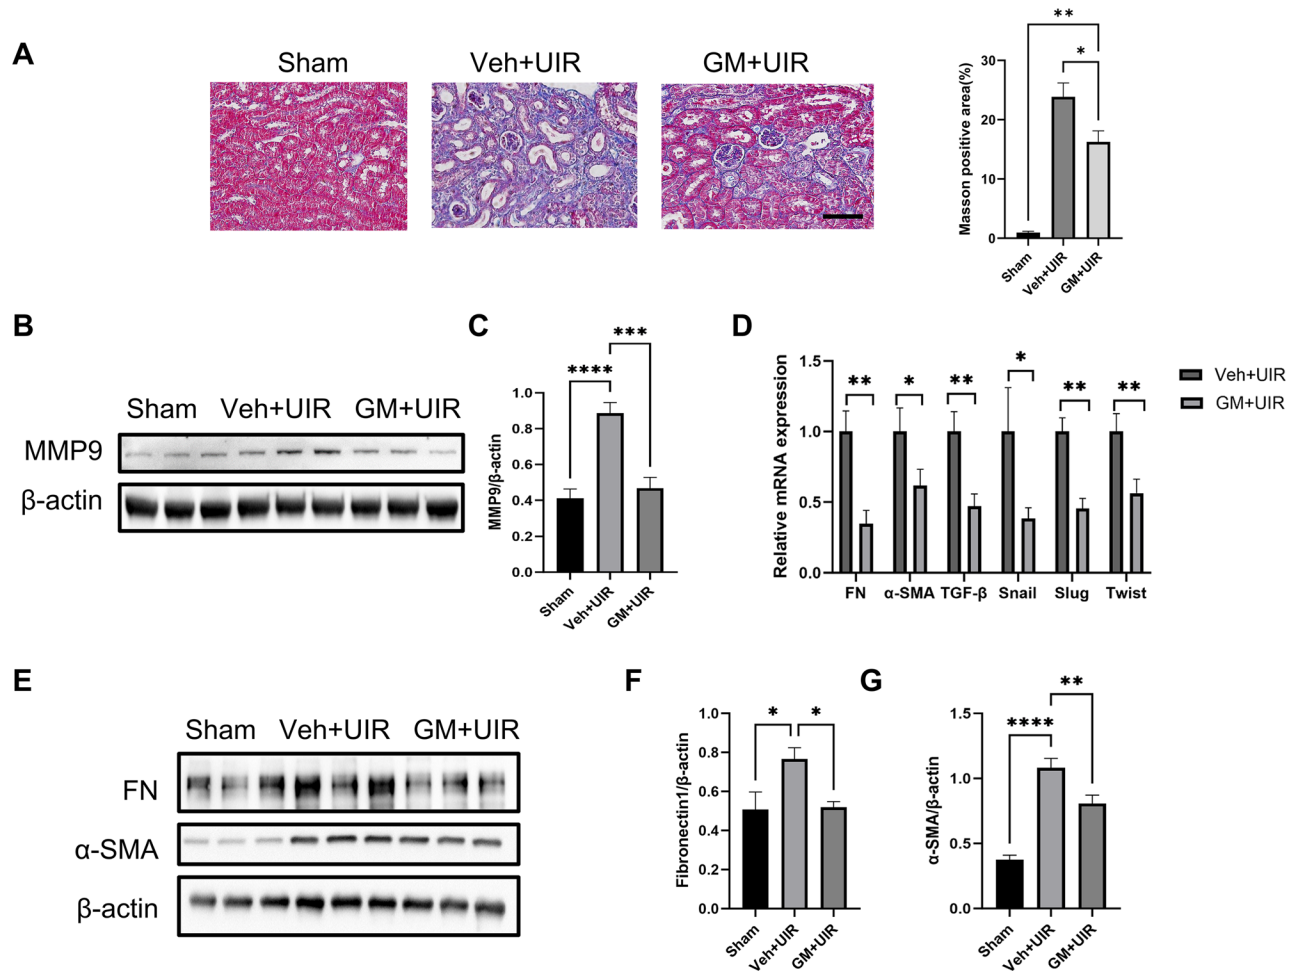 A
Sham
Veh+UIR
GM+UIR
Masson positive area(%)
30
20
10
0
**
*
Sham
Veh+UIR
GM+UIR
B
Sham
Veh+UIR
GM+UIR
MMP9
β-actin
C
MMP9/β-actin
1.0
0.8
0.6
0.4
0.2
0.0
****
***
Sham
Veh+UIR
GM+UIR
D
Relative mRNA expression
1.5
1.0
0.5
0.0
**
*
**
*
**
**
FN
α-SMA
TGF-β
Snail
Slug
Twist
Veh+UIR
GM+UIR
E
Sham
Veh+UIR
GM+UIR
FN
α-SMA
β-actin
F
Fibronectin1/β-actin
1.0
0.8
0.6
0.4
0.2
0.0
*
*
Sham
Veh+UIR
GM+UIR
G
α-SMA/β-actin
1.5
1.0
0.5
0.0
****
**
Sham
Veh+UIR
GM+UIR